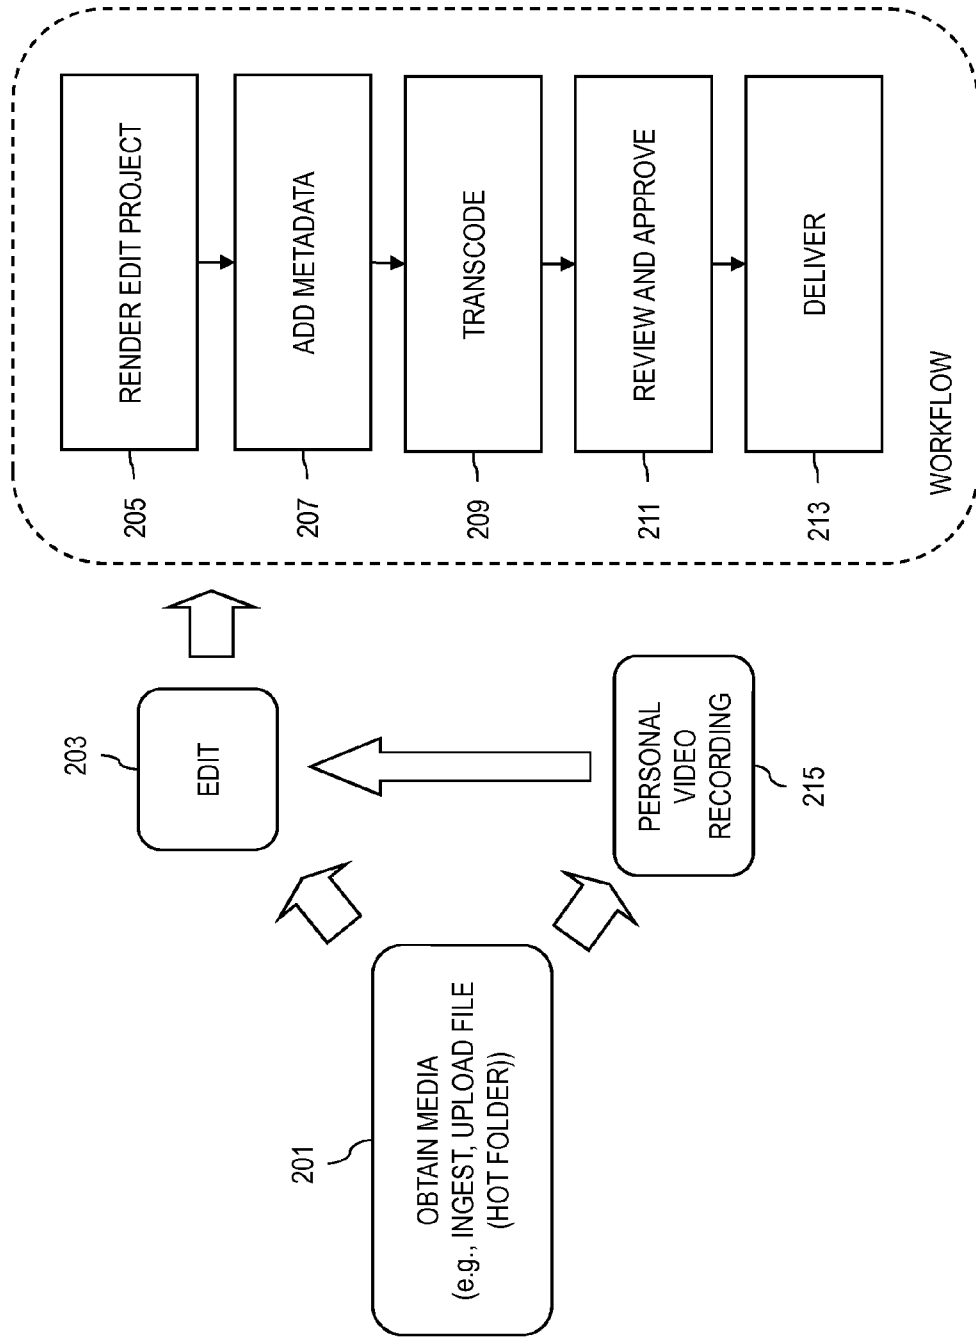 201
OBTAIN MEDIA
(e.g., INGEST, UPLOAD FILE
(HOT FOLDER))
203
EDIT
PERSONAL
VIDEO
RECORDING
215
205
RENDER EDIT PROJECT
207
ADD METADATA
209
TRANSCODE
211
REVIEW AND APPROVE
213
DELIVER
WORKFLOW